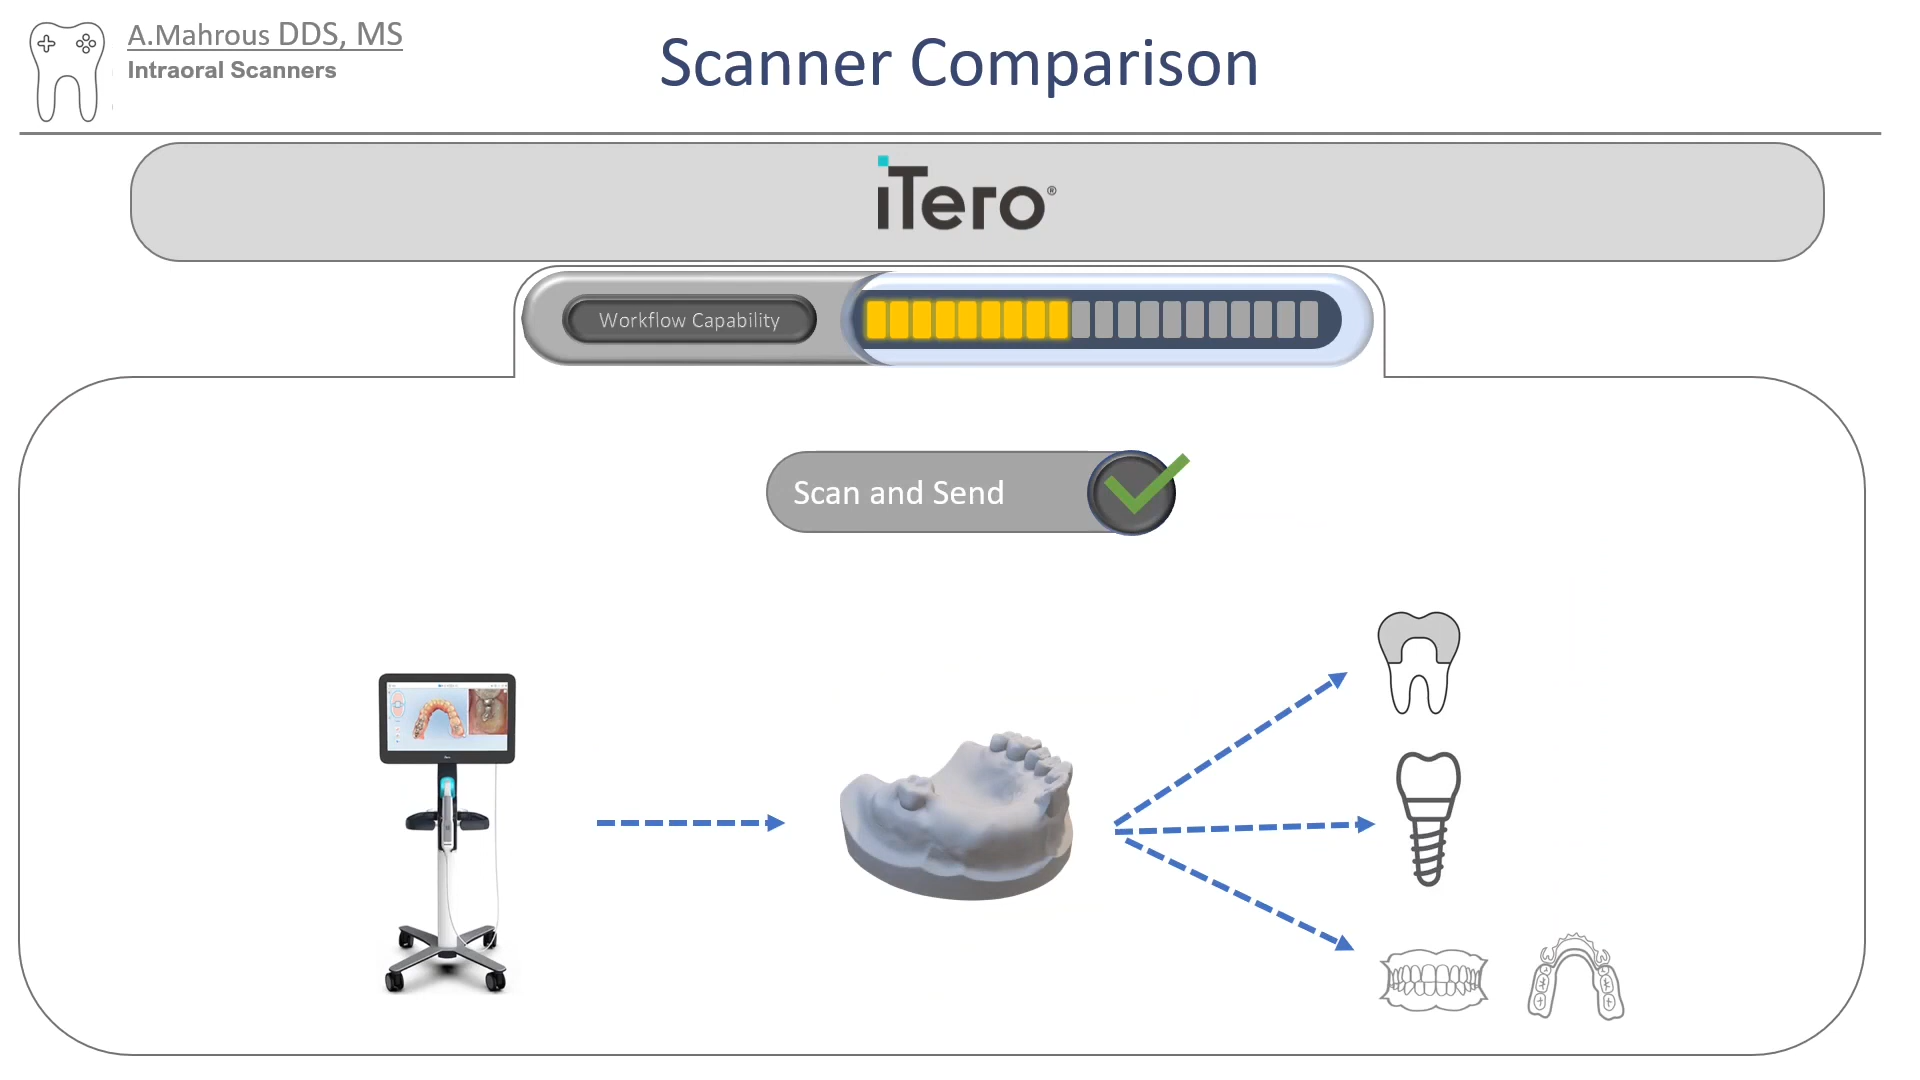 A.Mahrous DDS, MS
Intraoral Scanners
Scanner Comparison
iTero®
Workflow Capability
Scan and Send